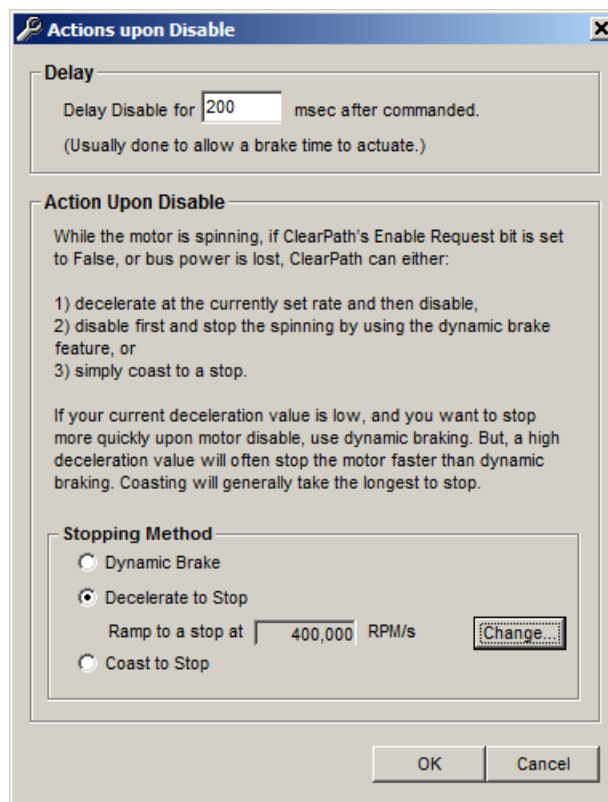 Actions upon Disable
Delay
Delay Disable for 200 msec after commanded.
(Usually done to allow a brake time to actuate.)
Action Upon Disable
While the motor is spinning, if ClearPath's Enable Request bit is set
to False, or bus power is lost, ClearPath can either:
1) decelerate at the currently set rate and then disable,
2) disable first and stop the spinning by using the dynamic brake
feature, or
3) simply coast to a stop.
If your current deceleration value is low, and you want to stop
more quickly upon motor disable, use dynamic braking. But, a high
deceleration value will often stop the motor faster than dynamic
braking. Coasting will generally take the longest to stop.
Stopping Method
Dynamic Brake
Decelerate to Stop
Ramp to a stop at 400,000 RPM/s Change...
Coast to Stop
OK Cancel